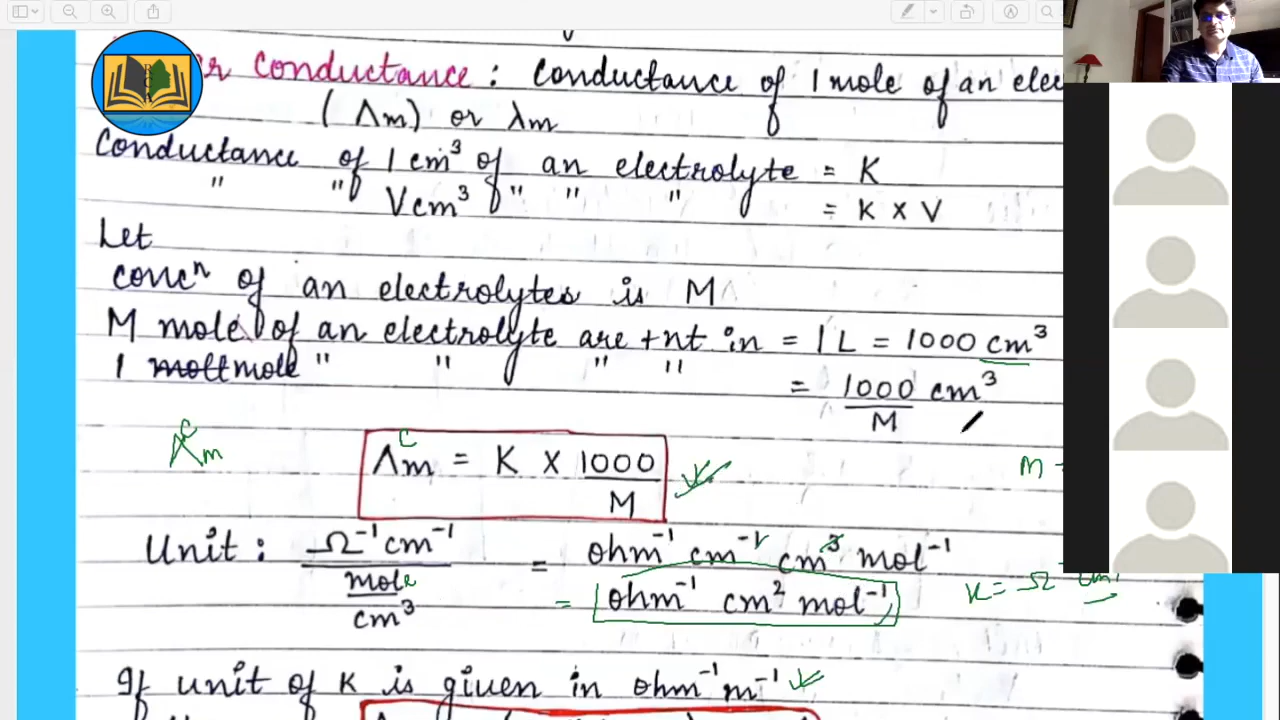 r Conductance : Conductance of 1 mole of an elec
( Λm ) or λm
Conductance of 1 cm³ of an electrolyte = K
" " V cm³ " " " = K X V
Let
concⁿ of an electrolytes is M
M mole of an electrolyte are +nt in = 1 L = 1000 cm³
1 mole " " " " = 1000/M cm³
λᶜm
Λᶜm = K X 1000/M
M -
Unit : Ω⁻¹ cm⁻¹ / mole/cm³ = ohm⁻¹ cm⁻¹ cm³ mol⁻¹
= ohm⁻¹ cm² mol⁻¹
K = Ω⁻¹ cm⁻¹
If unit of K is given in ohm⁻¹ m⁻¹